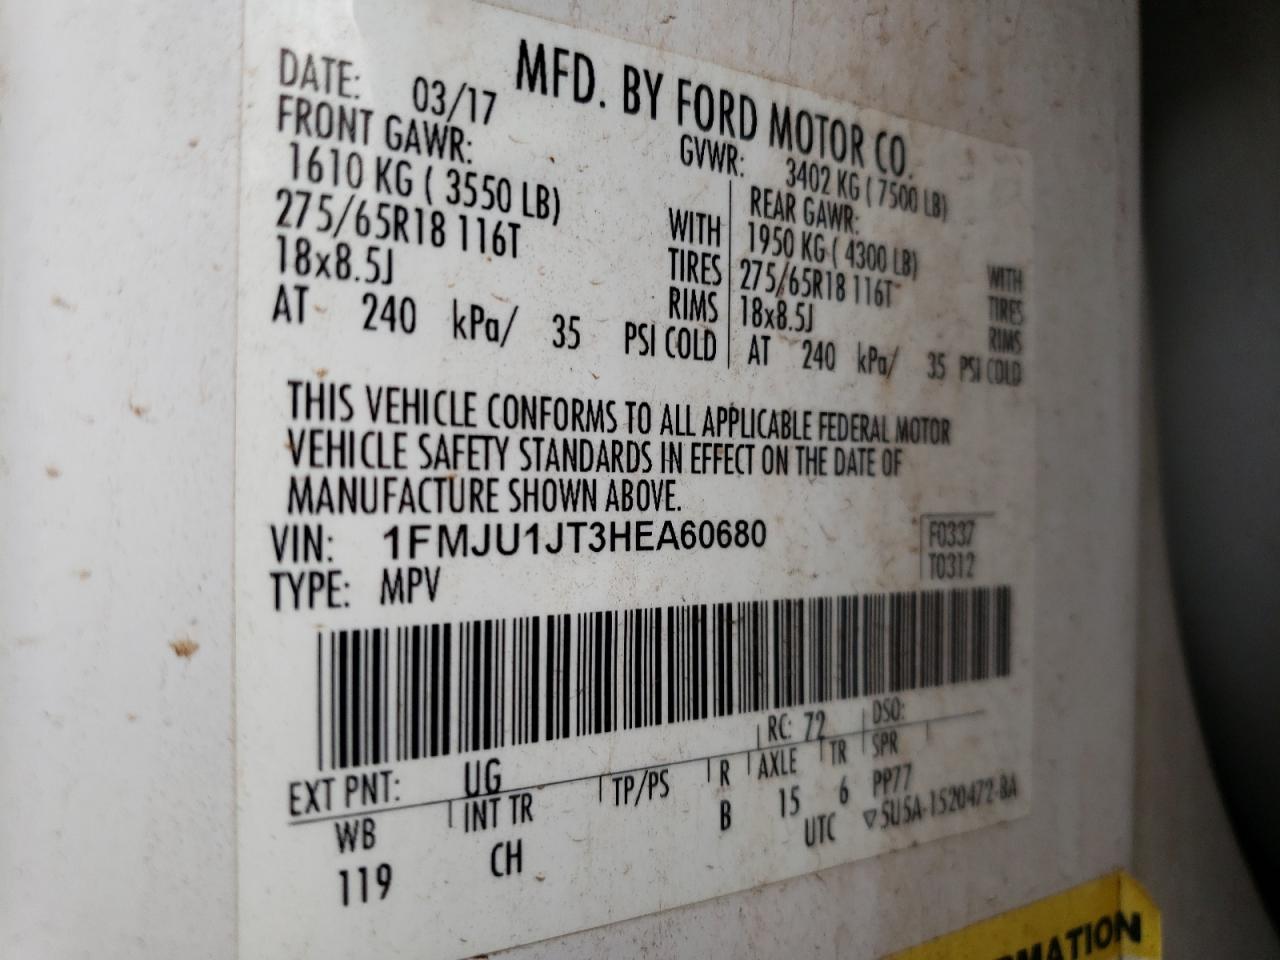 MFD. BY FORD MOTOR CO.
DATE: 03/17 GVWR: 3402 KG ( 7500 LB)
FRONT GAWR: REAR GAWR:
1610 KG ( 3550 LB) WITH 1950 KG ( 4300 LB) WITH
275/65R18 116T TIRES 275/65R18 116T TIRES
18x8.5J RIMS 18x8.5J RIMS
AT 240 kPa/ 35 PSI COLD AT 240 kPa/ 35 PSI COLD
THIS VEHICLE CONFORMS TO ALL APPLICABLE FEDERAL MOTOR
VEHICLE SAFETY STANDARDS IN EFFECT ON THE DATE OF
MANUFACTURE SHOWN ABOVE.
VIN: 1FMJU1JT3HEA60680 F0337
TYPE: MPV T0312
EXT PNT: UG RC: 72 DSO:
WB INT TR TP/PS R AXLE TR SPR
119 CH B 15 6 PP77
UTC ▽5U5A-1520472-BA
RMATION